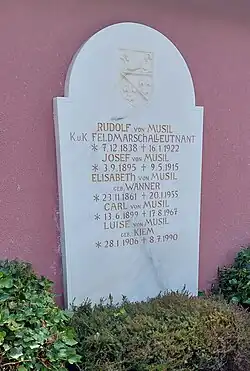 RUDOLF VON MUSIL
K.u.K. FELDMARSCHALLEUTNANT
* 7.12.1838 + 16.1.1922
JOSEF VON MUSIL
* 3.9.1895 + 9.5.1915
ELISABETH VON MUSIL
GEB. WANNER
* 23.11.1861 + 20.1.1955
CARL VON MUSIL
* 13.6.1899 + 17.8.1967
LUISE VON MUSIL
GEB. KIEM
* 28.1.1906 + 8.7.1990